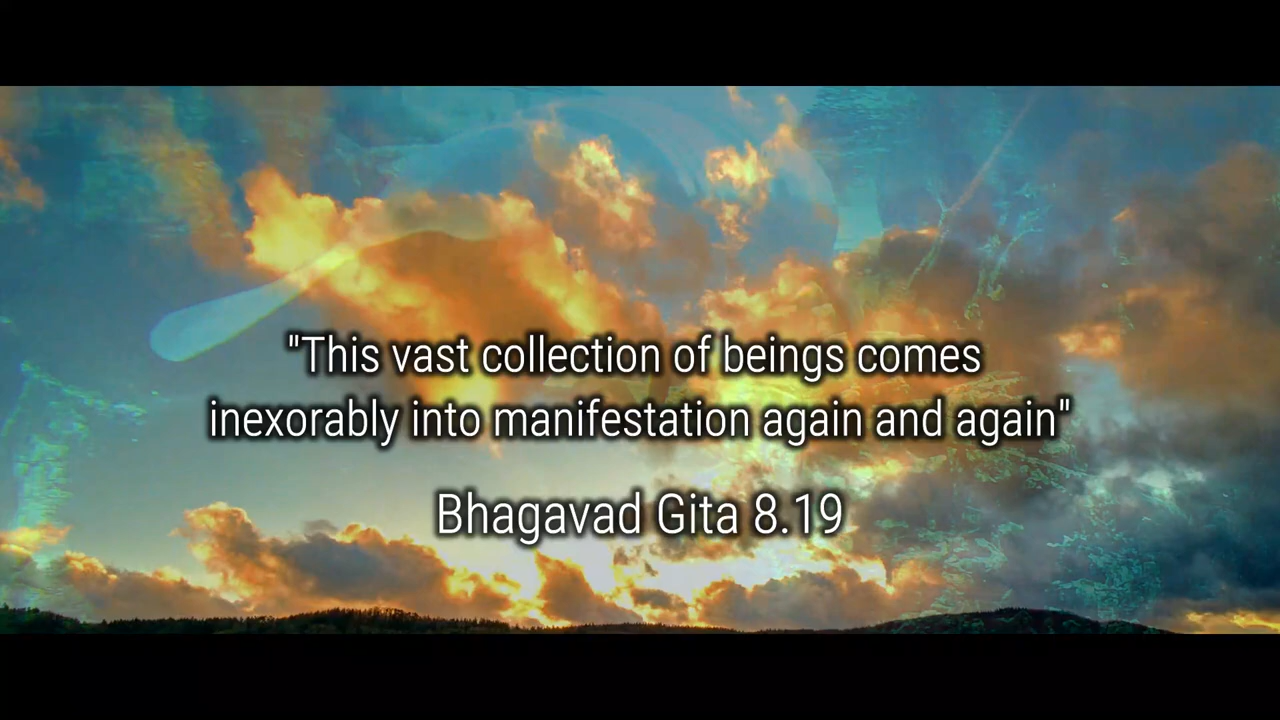 "This vast collection of beings comes
inexorably into manifestation again and again"
Bhagavad Gita 8.19